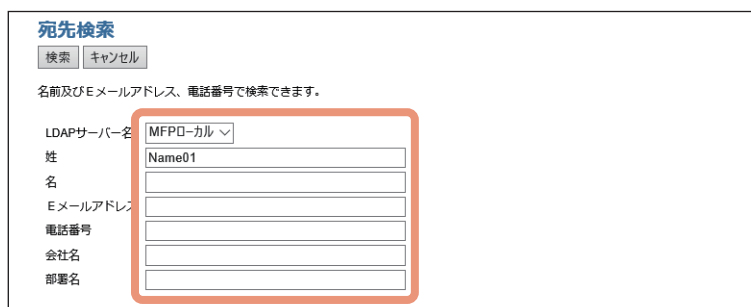 宛先検索
検索 キャンセル
名前及びEメールアドレス、電話番号で検索できます。
LDAPサーバー名 MFPローカル
姓 Name01
名
Eメールアドレス
電話番号
会社名
部署名